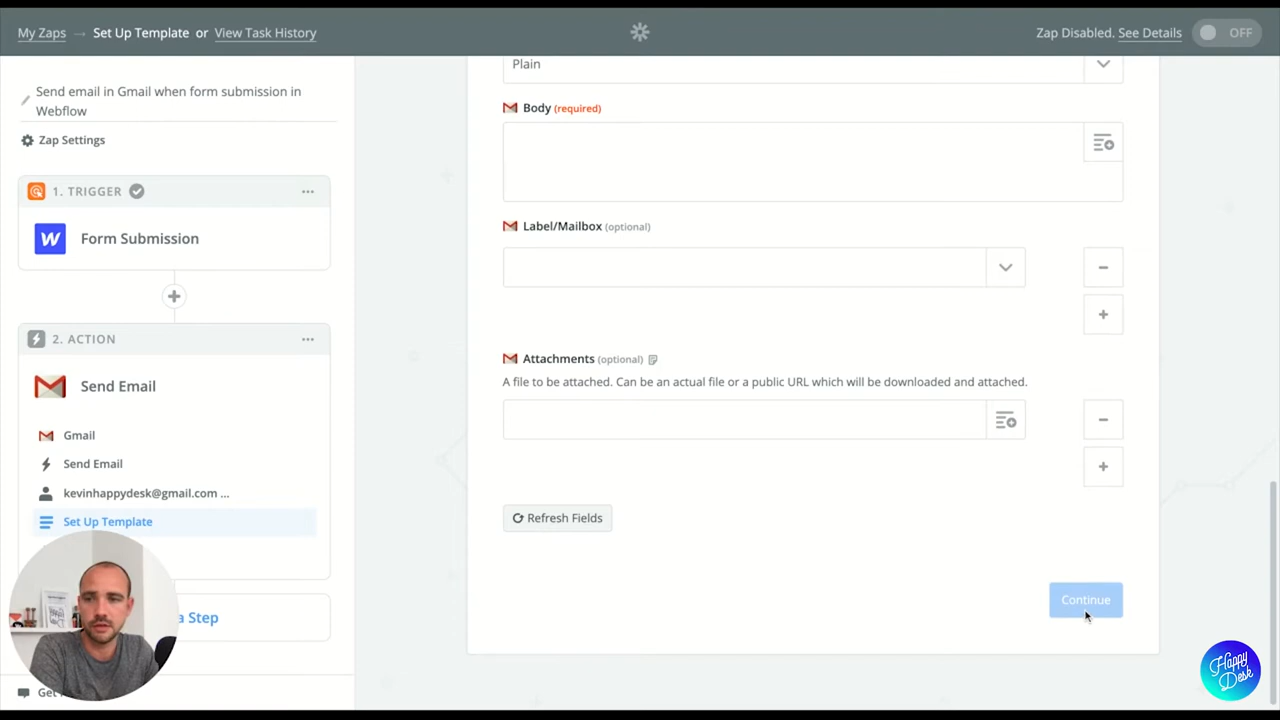 My Zaps → Set Up Template or View Task History
Zap Disabled. See Details OFF
Send email in Gmail when form submission in
Webflow
Zap Settings
1. TRIGGER
W Form Submission
2. ACTION
Send Email
Gmail
Send Email
kevinhappydesk@gmail.com ...
Set Up Template
a Step
Get
Plain
Body (required)
Label/Mailbox (optional)
Attachments (optional)
A file to be attached. Can be an actual file or a public URL which will be downloaded and attached.
Refresh Fields
Continue
Happy
Desk